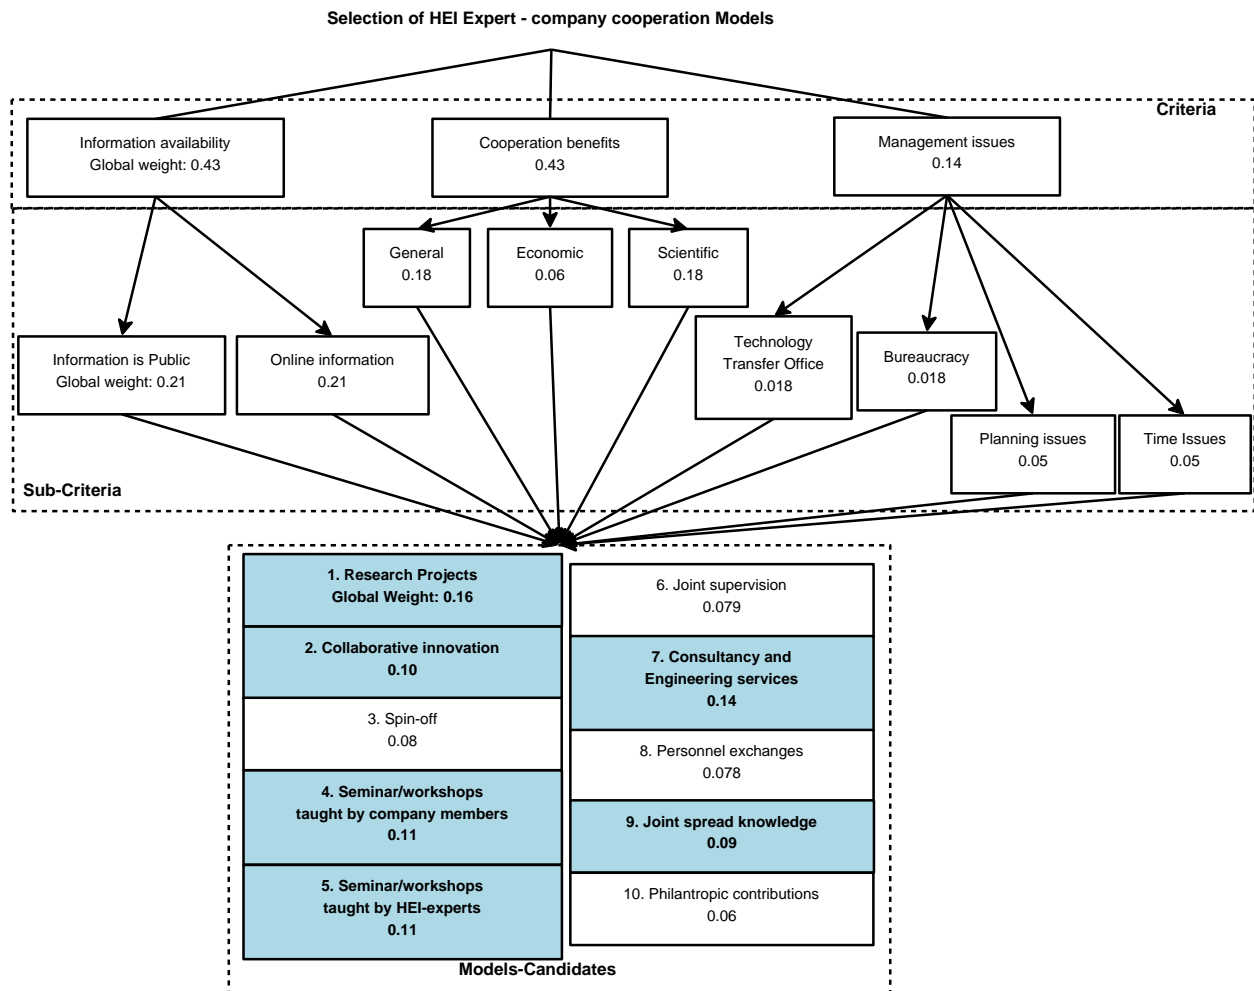 Selection of HEI Expert - company cooperation Models
Criteria
Information availability
Global weight: 0.43
Cooperation benefits
0.43
Management issues
0.14
General
0.18
Economic
0.06
Scientific
0.18
Information is Public
Global weight: 0.21
Online information
0.21
Technology
Transfer Office
0.018
Bureaucracy
0.018
Planning issues
0.05
Time Issues
0.05
Sub-Criteria
1. Research Projects
Global Weight: 0.16
2. Collaborative innovation
0.10
3. Spin-off
0.08
4. Seminar/workshops
taught by company members
0.11
5. Seminar/workshops
taught by HEI-experts
0.11
6. Joint supervision
0.079
7. Consultancy and
Engineering services
0.14
8. Personnel exchanges
0.078
9. Joint spread knowledge
0.09
10. Philantropic contributions
0.06
Models-Candidates